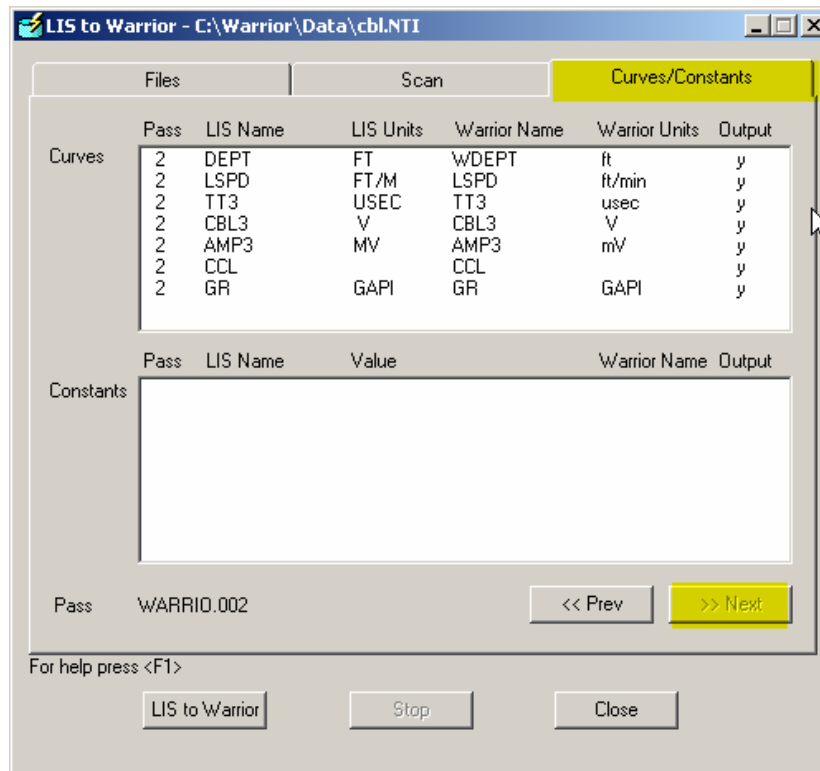 LIS to Warrior - C:\Warrior\Data\cbl.NTI
Files Scan Curves/Constants
Pass LIS Name LIS Units Warrior Name Warrior Units Output
Curves
2 DEPT FT WDEPT ft y
2 LSPD FT/M LSPD ft/min y
2 TT3 USEC TT3 usec y
2 CBL3 V CBL3 V y
2 AMP3 MV AMP3 mV y
2 CCL CCL y
2 GR GAPI GR GAPI y
Pass LIS Name Value Warrior Name Output
Constants
Pass WARRIO.002 << Prev >> Next
For help press <F1>
LIS to Warrior Stop Close